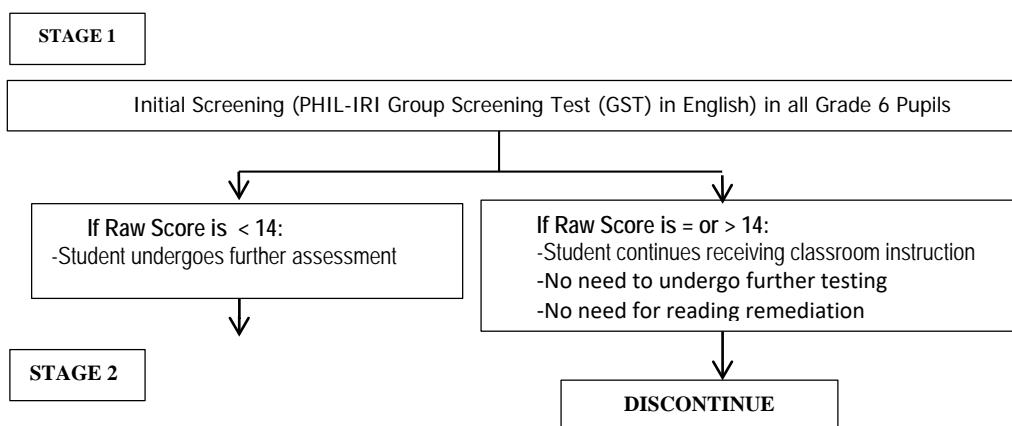 STAGE 1
Initial Screening (PHIL-IRI Group Screening Test (GST) in English) in all Grade 6 Pupils
If Raw Score is < 14:
-Student undergoes further assessment
If Raw Score is = or > 14:
-Student continues receiving classroom instruction
-No need to undergo further testing
-No need for reading remediation
STAGE 2
DISCONTINUE